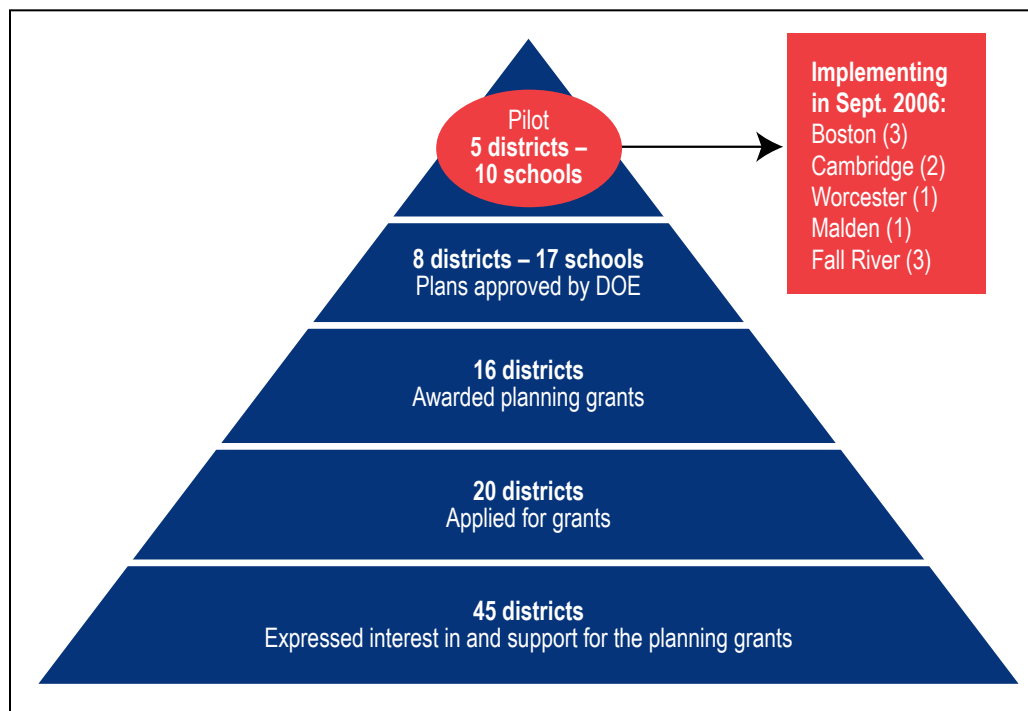 Pilot
5 districts –
10 schools
Implementing
in Sept. 2006:
Boston (3)
Cambridge (2)
Worcester (1)
Malden (1)
Fall River (3)
8 districts – 17 schools
Plans approved by DOE
16 districts
Awarded planning grants
20 districts
Applied for grants
45 districts
Expressed interest in and support for the planning grants